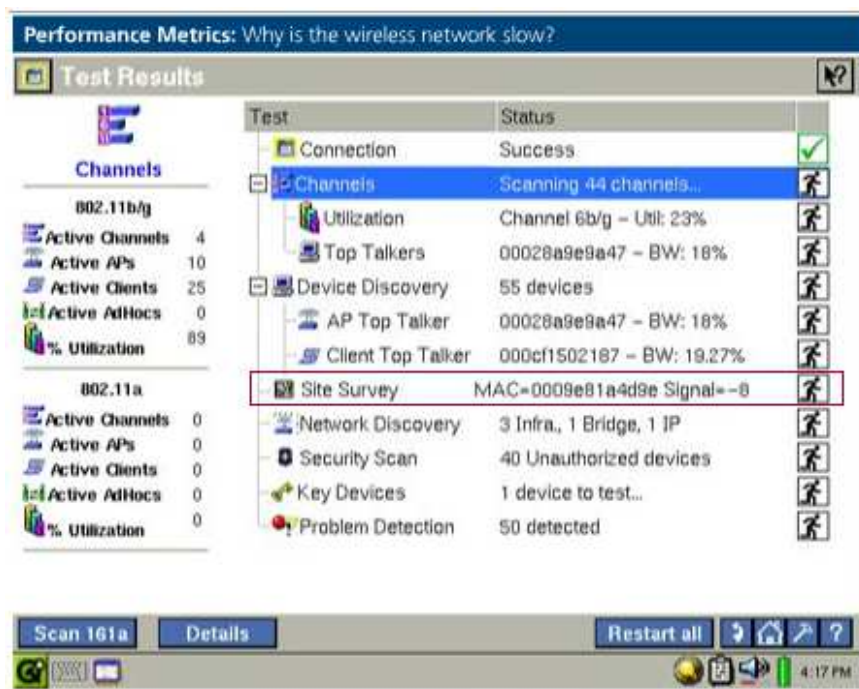 Performance Metrics: Why is the wireless network slow?
Test Results
Channels
802.11b/g
Active Channels 4
Active APs 10
Active Clients 25
Active AdHocs 0
% Utilization 89
802.11a
Active Channels 0
Active APs 0
Active Clients 0
Active AdHocs 0
% Utilization 0
Test Status
Connection Success
Channels Scanning 44 channels...
Utilization Channel 6b/g – Util: 23%
Top Talkers 00028a9e9a47 – BW: 18%
Device Discovery 55 devices
AP Top Talker 00028a9e9a47 – BW: 18%
Client Top Talker 000cf1502187 – BW: 19.27%
Site Survey MAC=0009e81a4d9e Signal=-8
Network Discovery 3 Infra., 1 Bridge, 1 IP
Security Scan 40 Unauthorized devices
Key Devices 1 device to test...
Problem Detection 50 detected
Scan 161a Details Restart all ?
4:17 PM